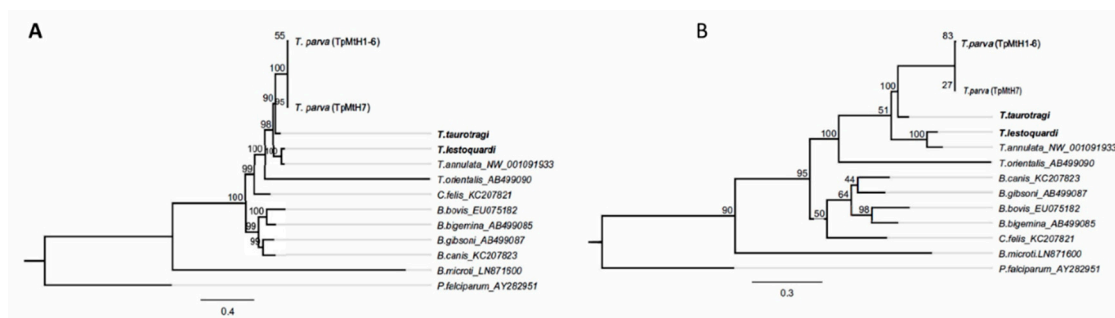 A
55
T. parva (TpMtH1-6)
100
95
T. parva (TpMtH7)
90
98
T.taurotragi
100
100
T.lestoquardi
T.annulata_NW_001091933
99
T.orientalis_AB499090
100
C.felis_KC207821
100
B.bovis_EU075182
99
B.bigemina_AB499085
99
B.gibsoni_AB499087
B.canis_KC207823
B.microti_LN871600
P.falciparum_AY282951
0.4
B
83
T.parva (TpMtH1-6)
27
T.parva (TpMtH7)
100
51
T.taurotragi
100
T.lestoquardi
100
T.annulata_NW_001091933
T.orientalis_AB499090
95
44
B.canis_KC207823
64
B.gibsoni_AB499087
98
B.bovis_EU075182
90
50
B.bigemina_AB499085
C.felis_KC207821
B.microti.LN871600
P.falciparum_AY282951
0.3